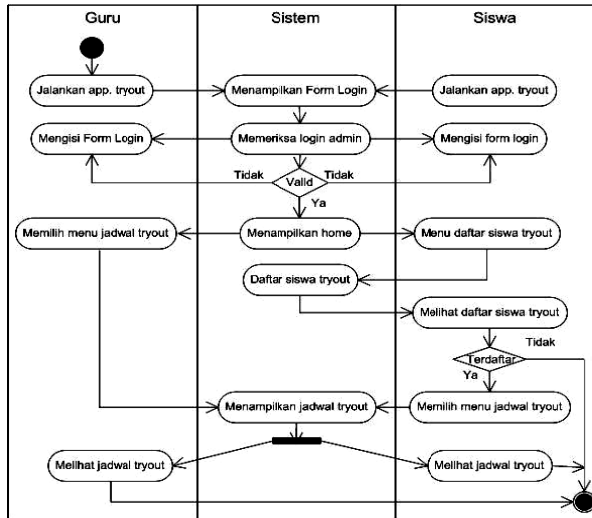 Guru Sistem Siswa
Jalankan app. tryout Menampilkan Form Login Jalankan app. tryout
Mengisi Form Login Memeriksa login admin Mengisi form login
Tidak Valid Tidak
Ya
Memilih menu jadwal tryout Menampilkan home Menu daftar siswa tryout
Daftar siswa tryout
Melihat daftar siswa tryout
Tidak
Terdaftar
Ya
Menampilkan jadwal tryout Memilih menu jadwal tryout
Melihat jadwal tryout Melihat jadwal tryout